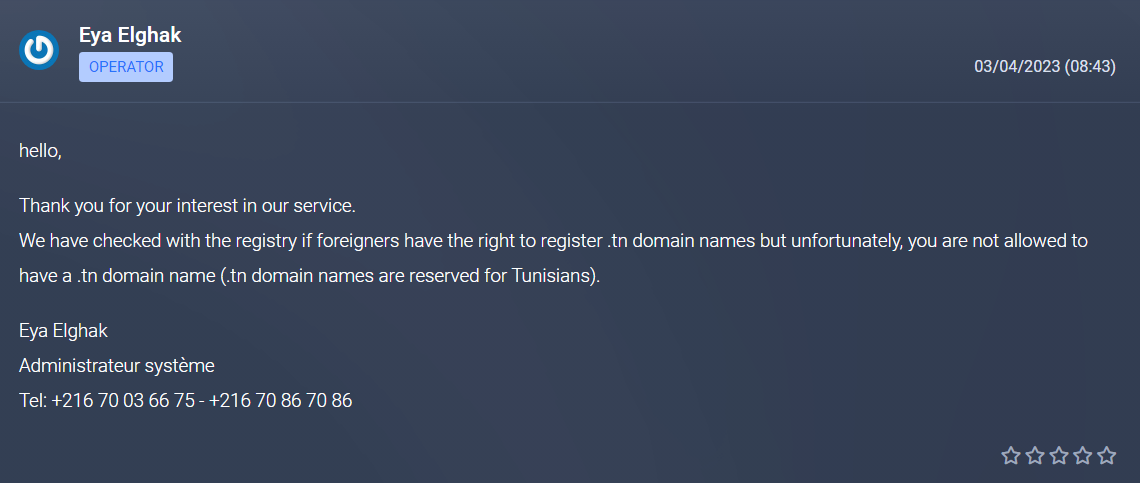 Eya Elghak
OPERATOR
03/04/2023 (08:43)
hello,
Thank you for your interest in our service.
We have checked with the registry if foreigners have the right to register .tn domain names but unfortunately, you are not allowed to
have a .tn domain name (.tn domain names are reserved for Tunisians).
Eya Elghak
Administrateur système
Tel: +216 70 03 66 75 - +216 70 86 70 86